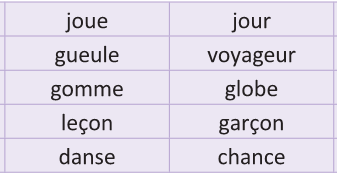 joue jour
gueule voyageur
gomme globe
leçon garçon
danse chance